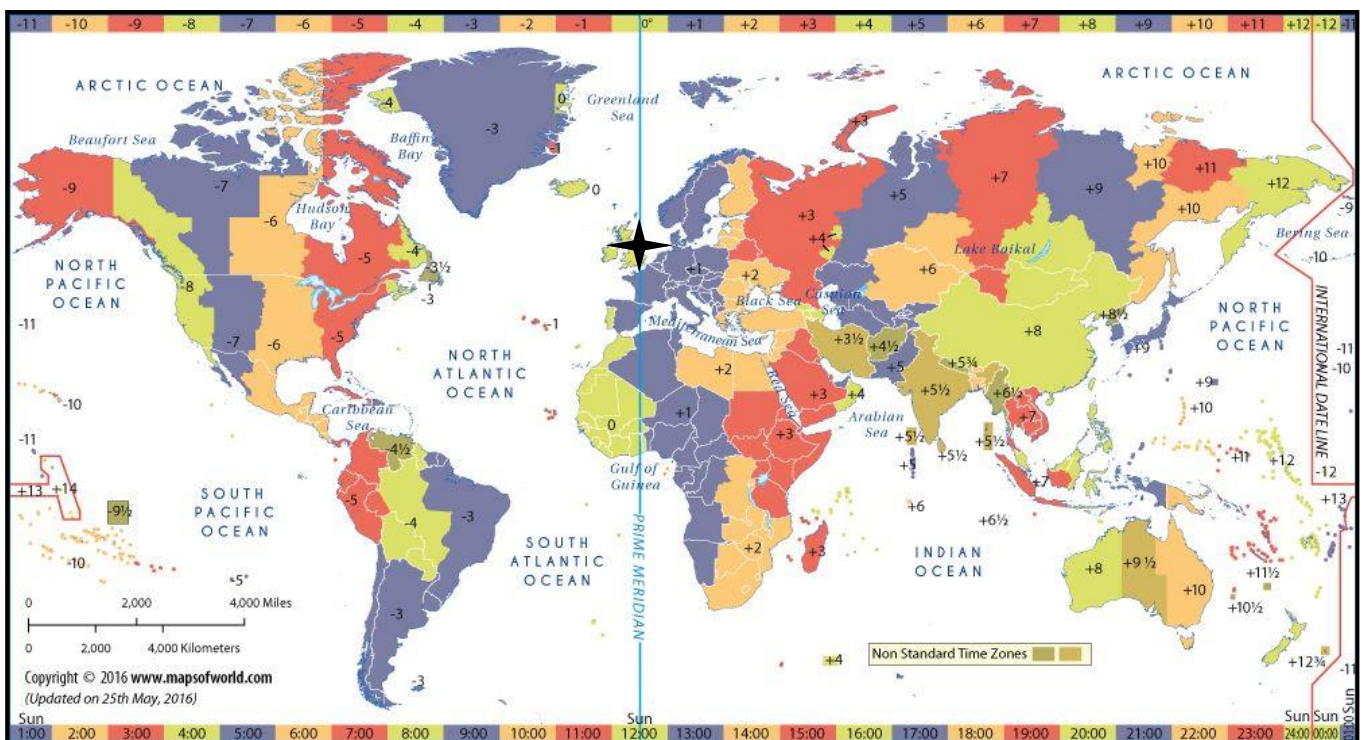 -11 -10 -9 -8 -7 -6 -5 -4 -3 -2 -1 0° +1 +2 +3 +4 +5 +6 +7 +8 +9 +10 +11 +12 -12 -11
ARCTIC OCEAN
Beaufort Sea
Baffin
Bay
Greenland
Sea
ARCTIC OCEAN
-4
0
-3
-1
0
-9
-7
-6
Hudson
Bay
-5
-4
-3½
-3
8
-7
-6
-5
NORTH
PACIFIC
OCEAN
-11
-10
-11
+13
+14
-9½
-10
-5°
NORTH
ATLANTIC
OCEAN
-1
Caribbean
Sea
-4½
-5
-4
-3
-3
-3
SOUTH
PACIFIC
OCEAN
SOUTH
ATLANTIC
OCEAN
PRIME MERIDIAN
+3
+3
+4
+5
+7
+9
+10
+11
+10
+12
-9
Bering Sea
-10
Lake Baikal
+6
+1
+2
Black Sea
Caspian
Sea
Mediterranean Sea
+3½
+4½
+5
+5¾
+5½
+6½
+8
+8½
+9
+7
NORTH
PACIFIC
OCEAN
INTERNATIONAL DATE LINE
-11
-10
+2
Red Sea
+3
+4
Arabian
Sea
0
+1
+3
Gulf of
Guinea
+5½
+5
+5½
+5½
+6
+6½
+7
+9
+10
+11
+12
-12
+13
+2
+3
INDIAN
OCEAN
+8
+9 ½
+10
+11½
+10½
+12¾
+4
-11
Non Standard Time Zones
0 2,000 4,000 Miles
0 2,000 4,000 Kilometers
Copyright © 2016 www.mapsofworld.com
(Updated on 25th May, 2016)
Sun Sun Sun Sun Sun
1:00 2:00 3:00 4:00 5:00 6:00 7:00 8:00 9:00 10:00 11:00 12:00 13:00 14:00 15:00 16:00 17:00 18:00 19:00 20:00 21:00 22:00 23:00 24:00 00:00 01:00